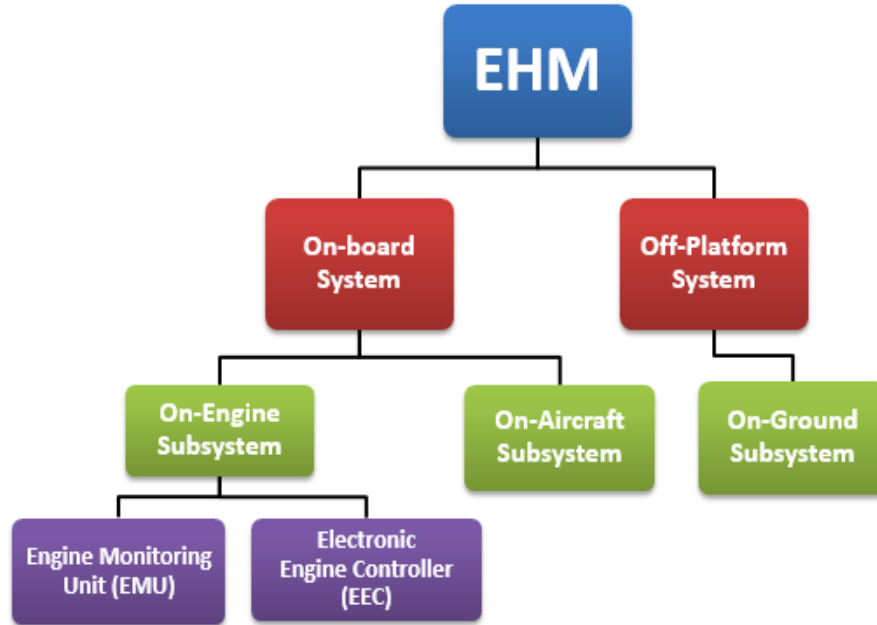 EHM
On-board
System
Off-Platform
System
On-Engine
Subsystem
On-Aircraft
Subsystem
On-Ground
Subsystem
Engine Monitoring
Unit (EMU)
Electronic
Engine Controller
(EEC)